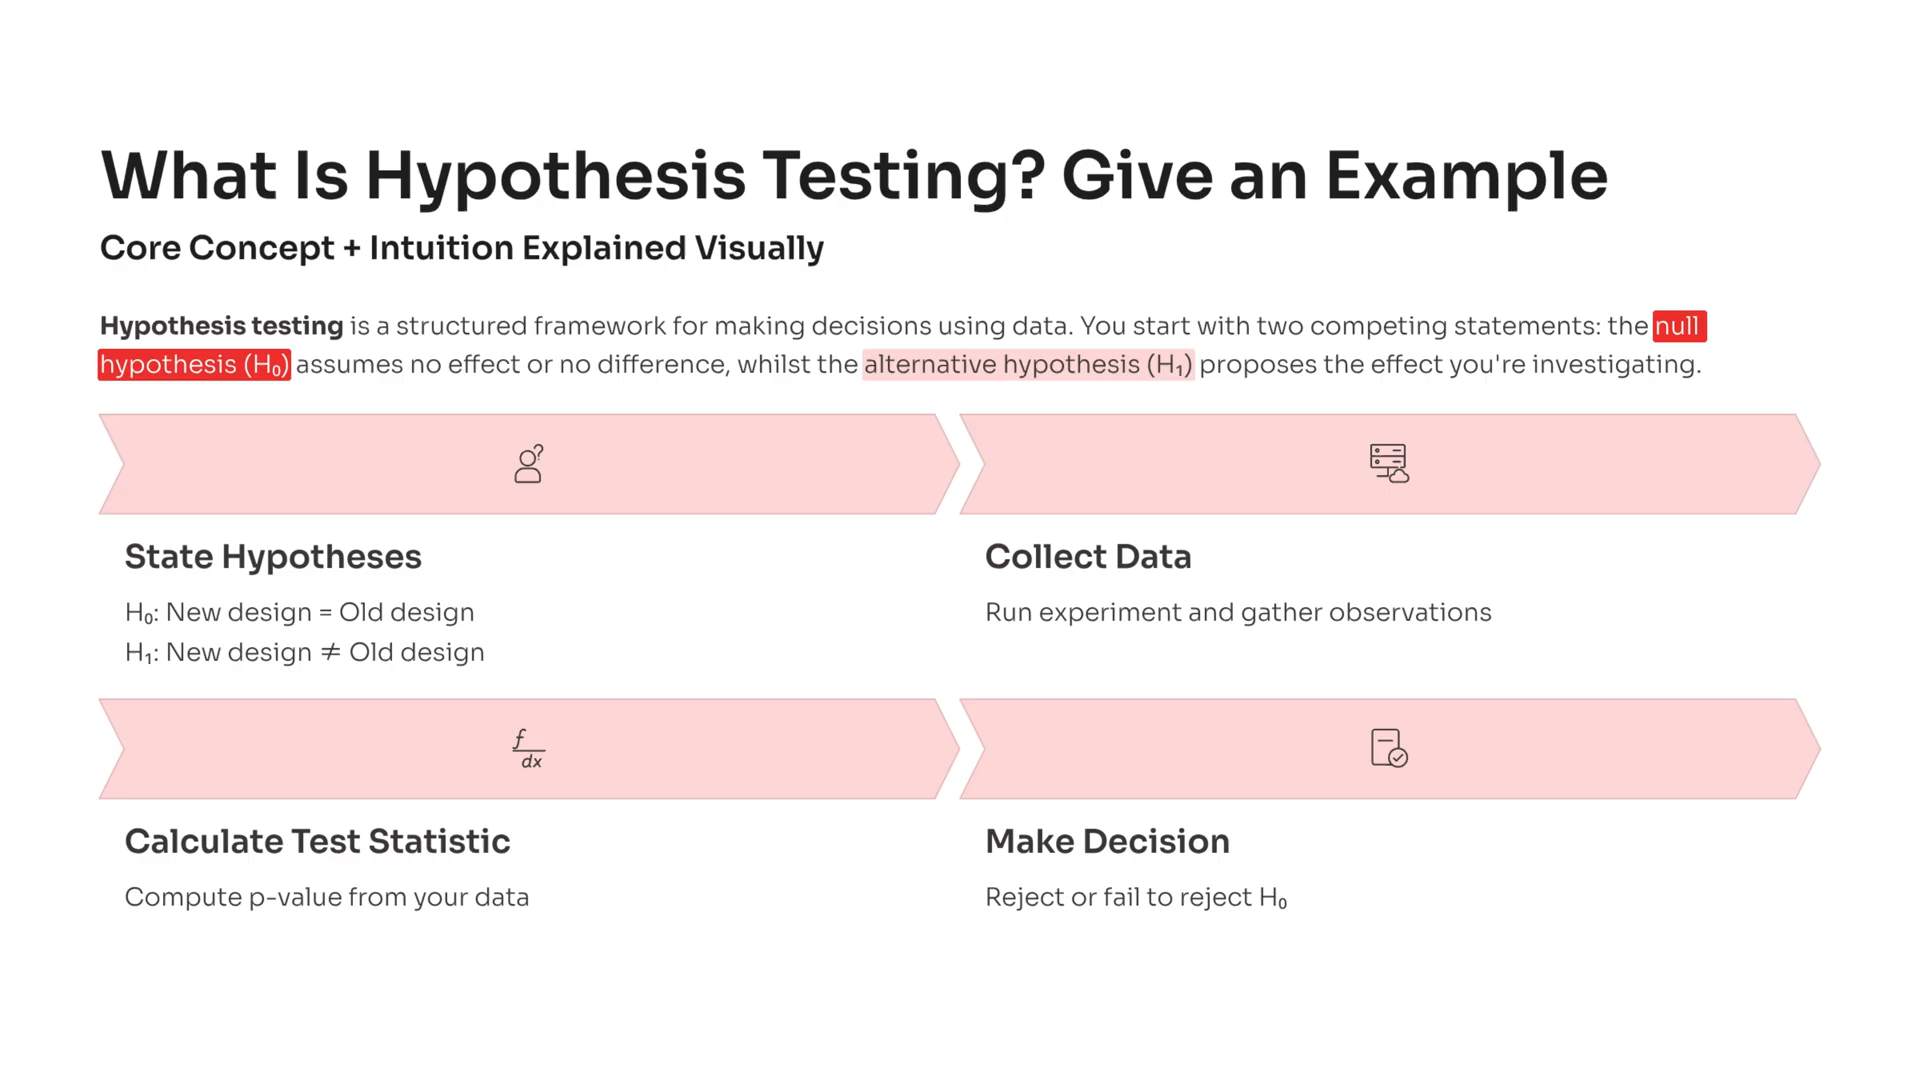 What Is Hypothesis Testing? Give an Example
Core Concept + Intuition Explained Visually
Hypothesis testing is a structured framework for making decisions using data. You start with two competing statements: the null
hypothesis (H₀) assumes no effect or no difference, whilst the alternative hypothesis (H₁) proposes the effect you're investigating.
?
State Hypotheses
H₀: New design = Old design
H₁: New design ≠ Old design
Collect Data
Run experiment and gather observations
f
dx
Calculate Test Statistic
Compute p-value from your data
Make Decision
Reject or fail to reject H₀